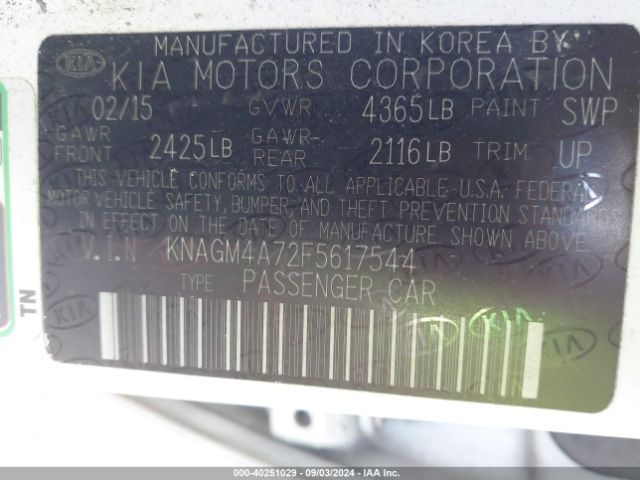 MANUFACTURED IN KOREA BY
KIA KIA MOTORS CORPORATION
02/15 GVWR 4365LB PAINT SWP
GAWR FRONT 2425LB GAWR REAR 2116LB TRIM UP
THIS VEHICLE CONFORMS TO ALL APPLICABLE U.S.A. FEDERAL
MOTOR VEHICLE SAFETY, BUMPER, AND THEFT PREVENTION STANDARDS
IN EFFECT ON THE DATE OF MANUFACTURE SHOWN ABOVE
V.I.N KNAGM4A72F5617544
TYPE PASSENGER CAR
TN
000-40251029 - 09/03/2024 - IAA Inc.